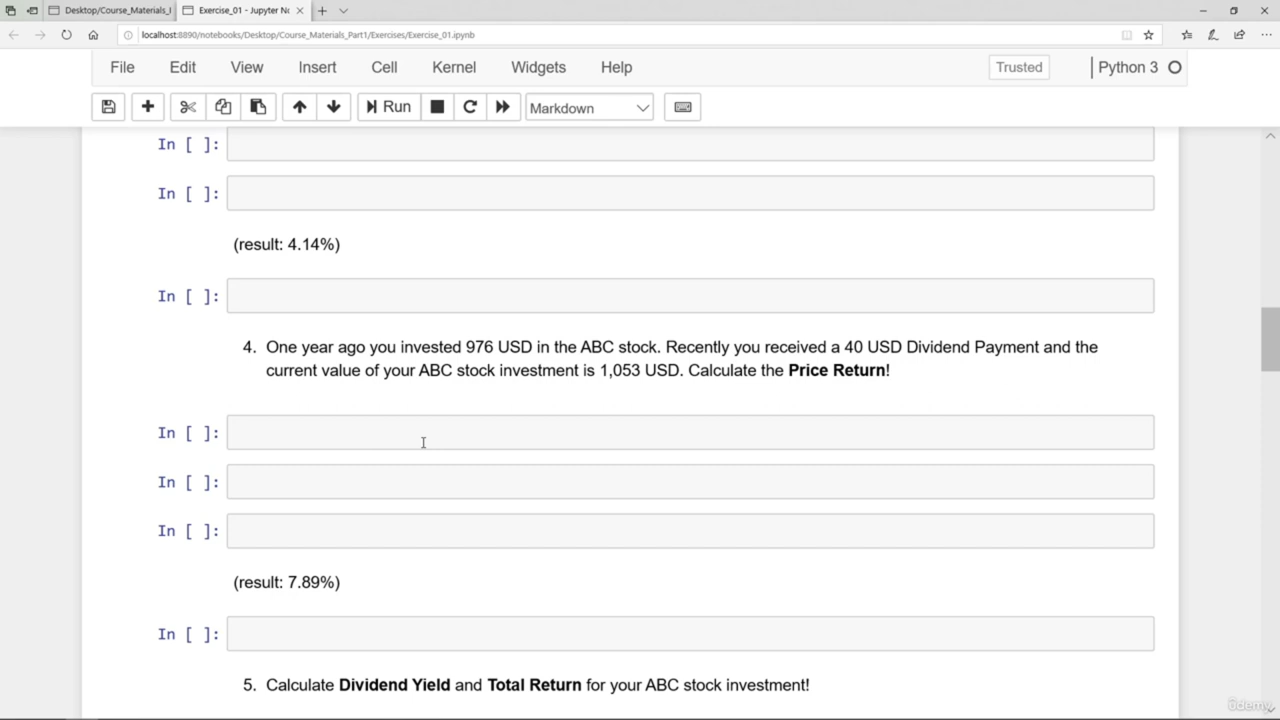 Desktop/Course_Materials_I
Exercise_01 - Jupyter No
localhost:8890/notebooks/Desktop/Course_Materials_Part1/Exercises/Exercise_01.ipynb
File Edit View Insert Cell Kernel Widgets Help Trusted Python 3
Run Markdown
In [ ]:
In [ ]:
(result: 4.14%)
In [ ]:
4. One year ago you invested 976 USD in the ABC stock. Recently you received a 40 USD Dividend Payment and the
current value of your ABC stock investment is 1,053 USD. Calculate the Price Return!
In [ ]:
In [ ]:
In [ ]:
(result: 7.89%)
In [ ]:
5. Calculate Dividend Yield and Total Return for your ABC stock investment!
ûdemy